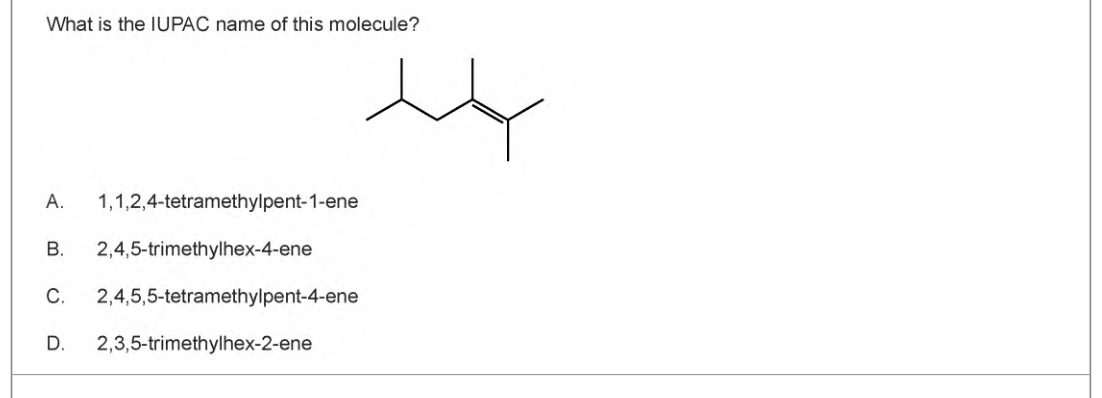 What is the IUPAC name of this molecule?
A. 1,1,2,4-tetramethylpent-1-ene
B. 2,4,5-trimethylhex-4-ene
C. 2,4,5,5-tetramethylpent-4-ene
D. 2,3,5-trimethylhex-2-ene